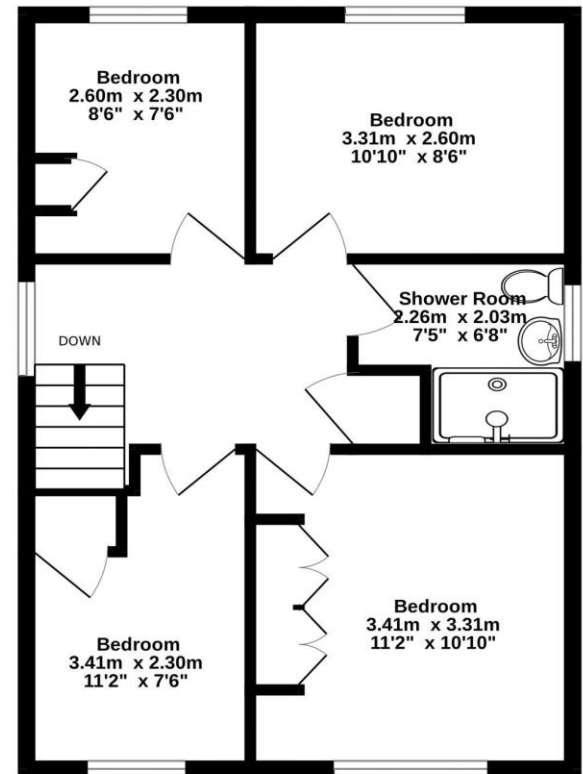 Bedroom
2.60m x 2.30m
8'6" x 7'6"
Bedroom
3.31m x 2.60m
10'10" x 8'6"
Shower Room
2.26m x 2.03m
7'5" x 6'8"
DOWN
Bedroom
3.41m x 2.30m
11'2" x 7'6"
Bedroom
3.41m x 3.31m
11'2" x 10'10"